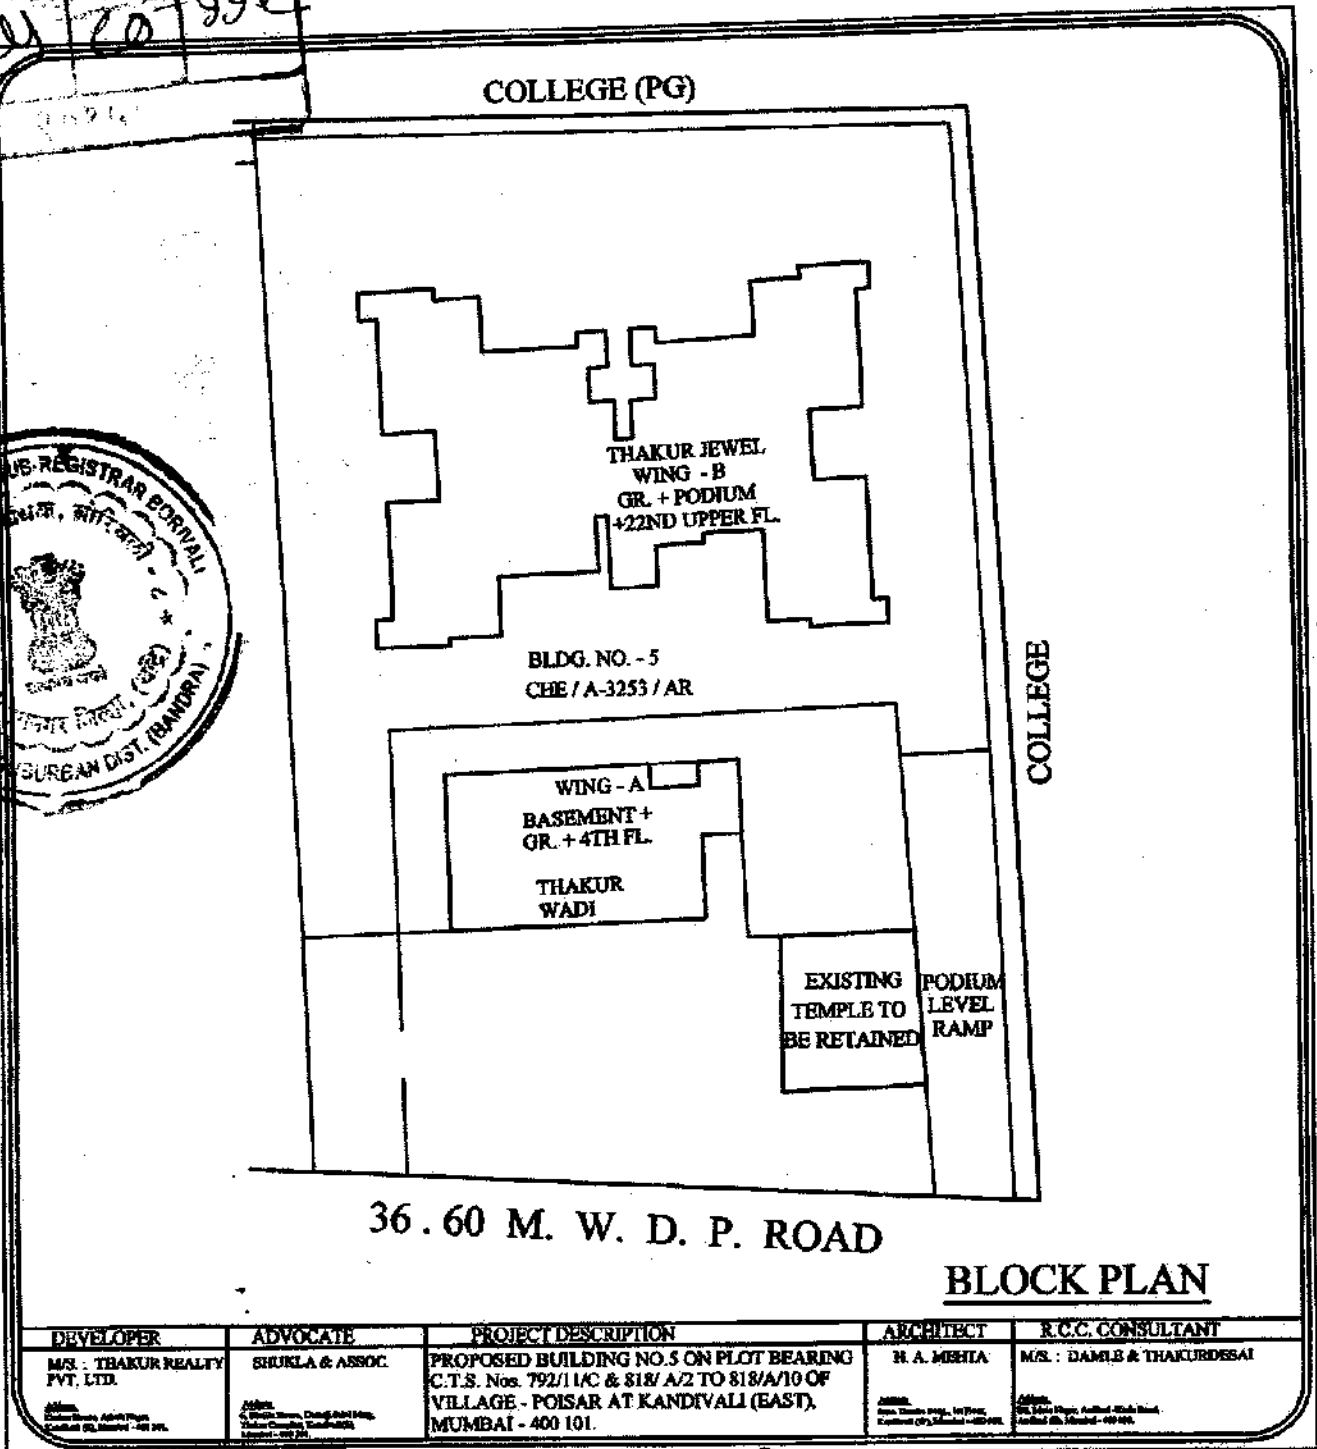 COLLEGE (PG)
THAKUR JEWEL
WING - B
GR. + PODIUM
+22ND UPPER FL.
SUB-REGISTRAR BORIVALI
SUBURBAN DIST. (BANDRA)
BLDG. NO. - 5
CHE / A-3253 / AR
COLLEGE
WING - A
BASEMENT +
GR. + 4TH FL.
THAKUR
WADI
EXISTING
TEMPLE TO
BE RETAINED
PODIUM
LEVEL
RAMP
36.60 M. W. D. P. ROAD
BLOCK PLAN
DEVELOPER
M/S. : THAKUR REALTY
PVT. LTD.
ADVOCATE
SHUKLA & ASSOC.
PROJECT DESCRIPTION
PROPOSED BUILDING NO.5 ON PLOT BEARING
C.T.S. Nos. 792/11/C & 818/ A/2 TO 818/A/10 OF
VILLAGE - POISAR AT KANDIVALI (EAST),
MUMBAI - 400 101.
ARCHITECT
H. A. MEHTA
R.C.C. CONSULTANT
M/S. : DAMLE & THAKURDESAI